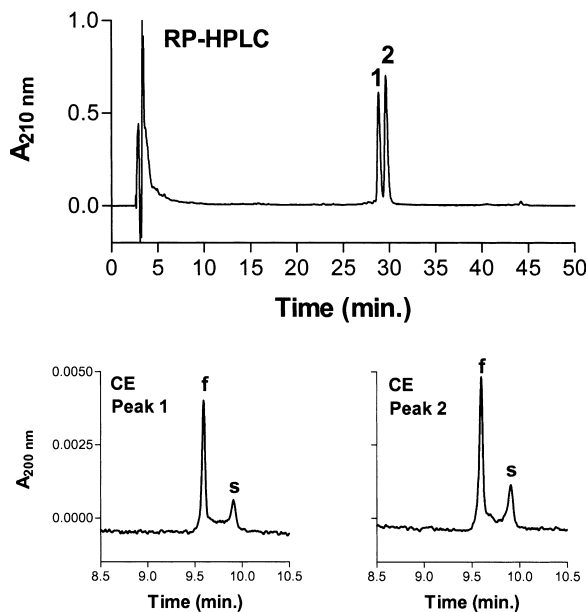 RP-HPLC
1.0
0.5
0.0
A210 nm
1
2
0 5 10 15 20 25 30 35 40 45 50
Time (min.)
CE
Peak 1
f
s
0.0050
0.0025
0.0000
A200 nm
8.5 9.0 9.5 10.0 10.5
Time (min.)
CE
Peak 2
f
s
8.5 9.0 9.5 10.0 10.5
Time (min.)